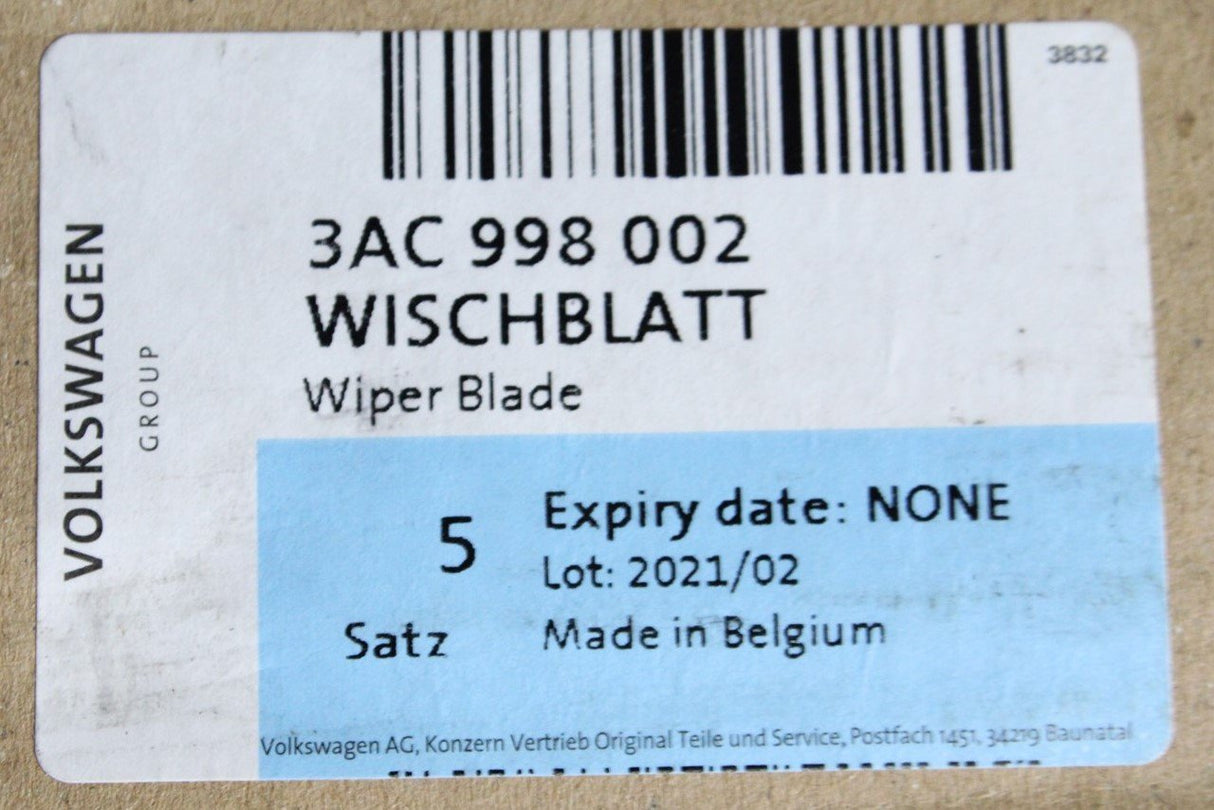 3832
VOLKSWAGEN
GROUP
3AC 998 002
WISCHBLATT
Wiper Blade
5
Satz
Expiry date: NONE
Lot: 2021/02
Made in Belgium
Volkswagen AG, Konzern Vertrieb Original Teile und Service, Postfach 1451, 34219 Baunatal